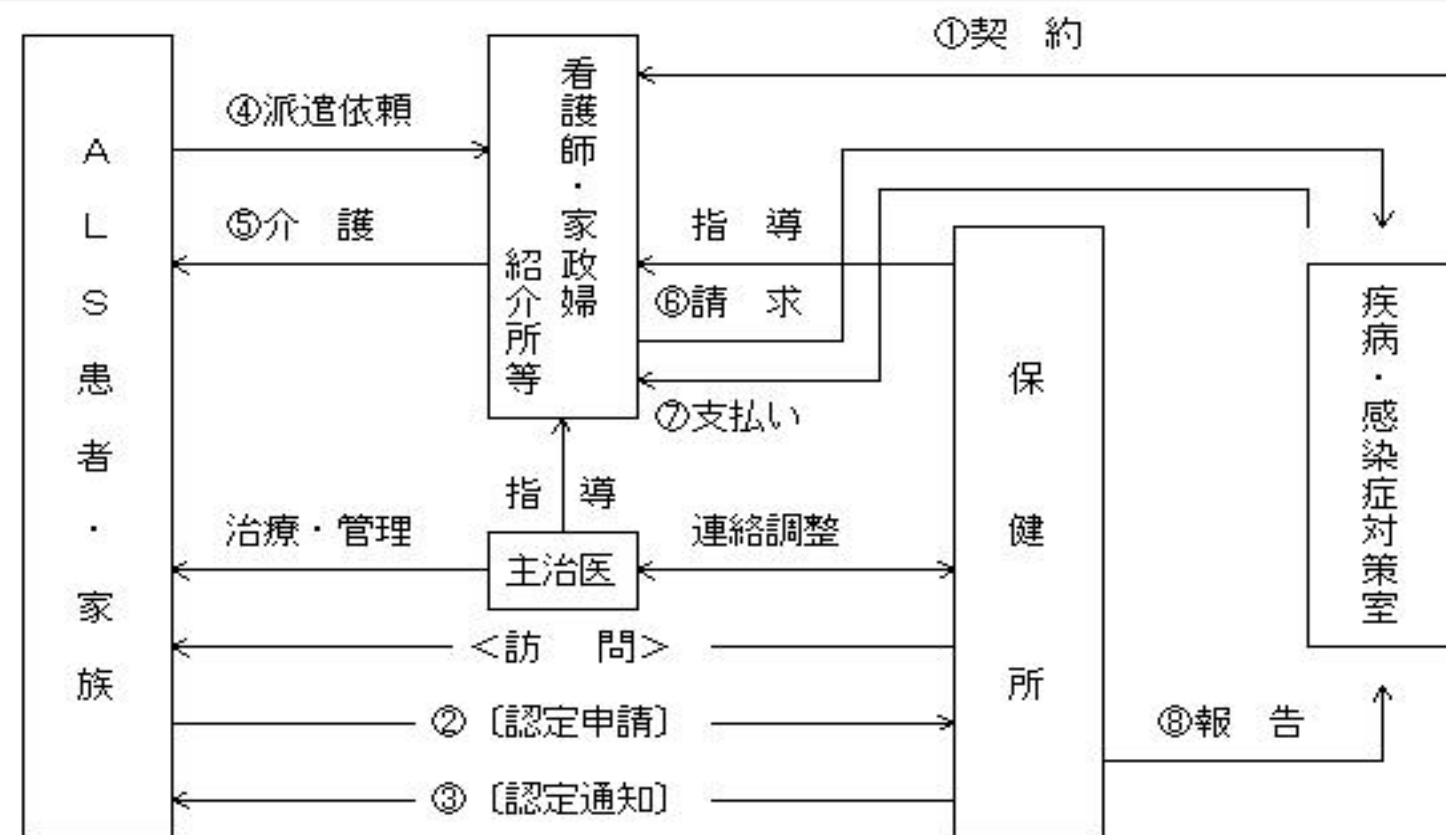 ①契　約
④派遣依頼
⑤介　護
ＡＬＳ患者・家族
看護師・家政婦
紹介所等
指　導
⑥請　求
⑦支払い
指　導
治療・管理
主治医
連絡調整
保健所
疾病・感染症対策室
＜訪　問＞
②〔認定申請〕
⑧報　告
③〔認定通知〕